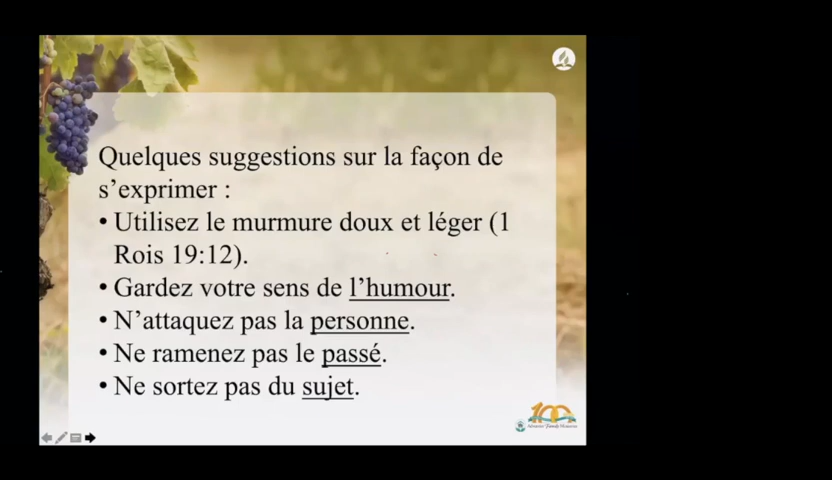 Quelques suggestions sur la façon de
s’exprimer :
• Utilisez le murmure doux et léger (1
Rois 19:12).
• Gardez votre sens de l’humour.
• N’attaquez pas la personne.
• Ne ramenez pas le passé.
• Ne sortez pas du sujet.
100